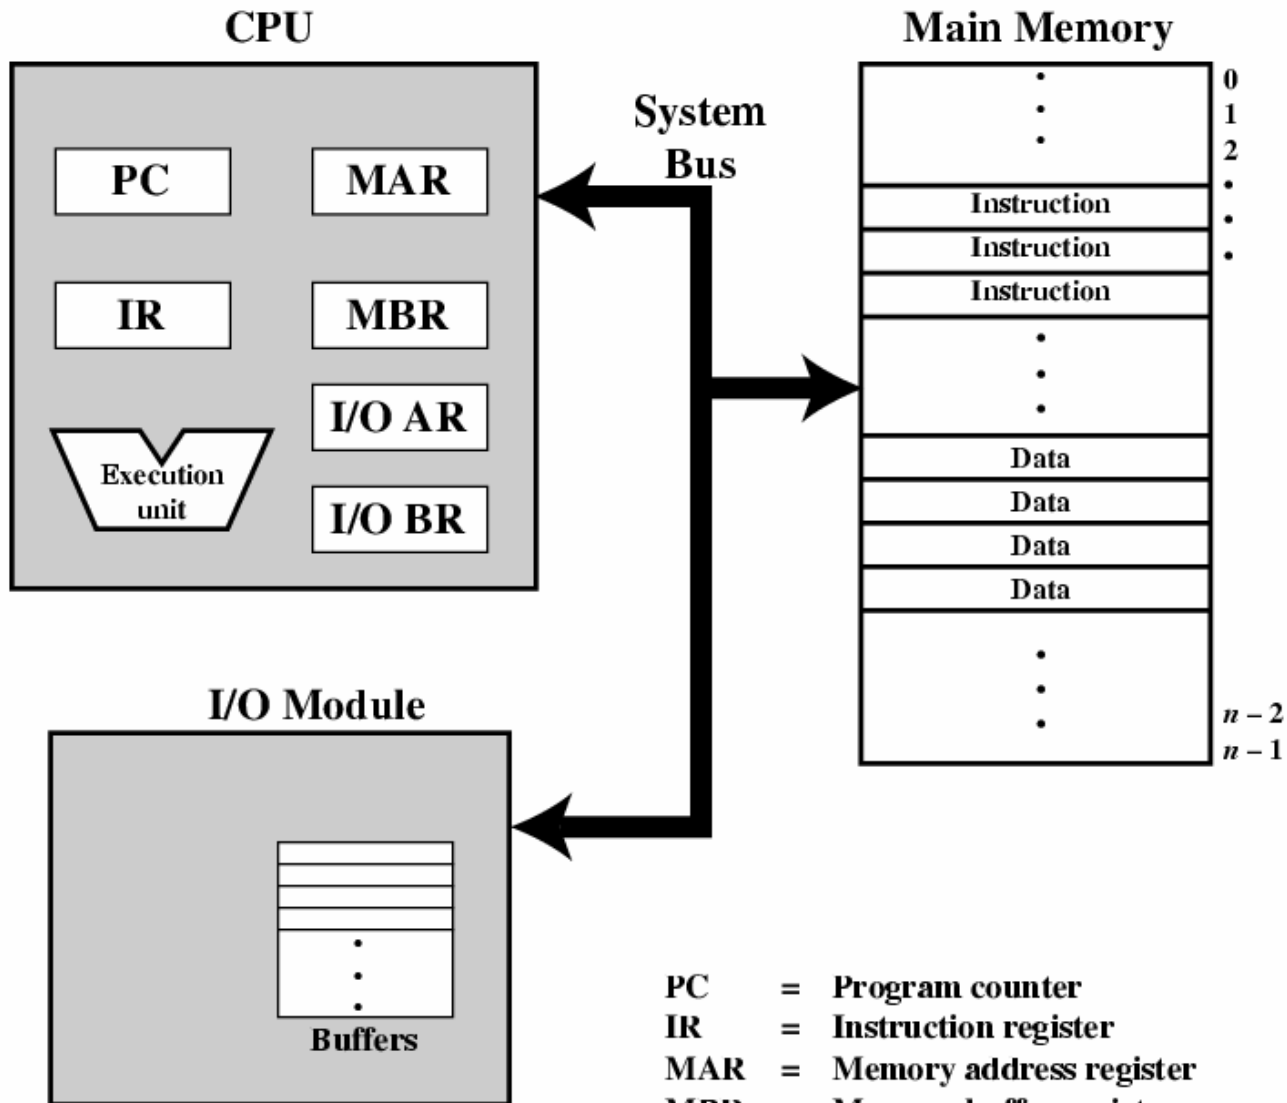 CPU
PC
MAR
IR
MBR
I/O AR
I/O BR
Execution
unit
System
Bus
Main Memory
0
1
2
Instruction
Instruction
Instruction
Data
Data
Data
Data
n – 2
n – 1
I/O Module
Buffers
PC = Program counter
IR = Instruction register
MAR = Memory address register